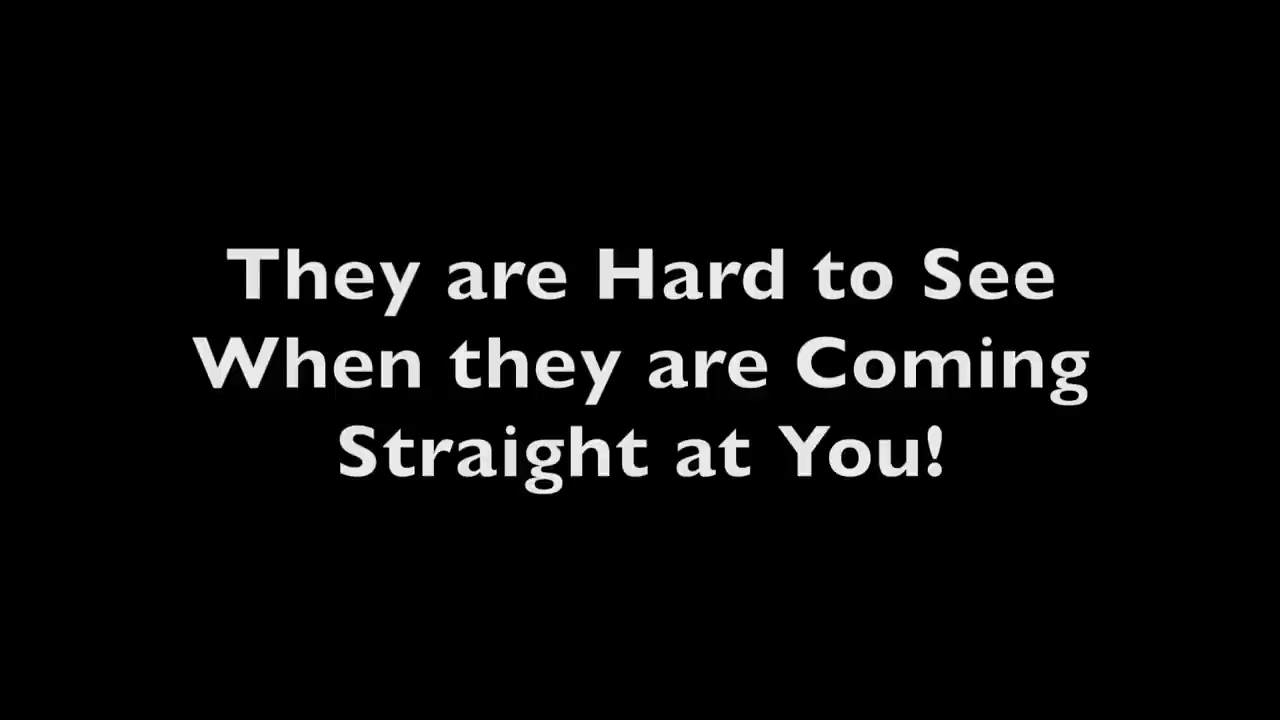 They are Hard to See
When they are Coming
Straight at You!